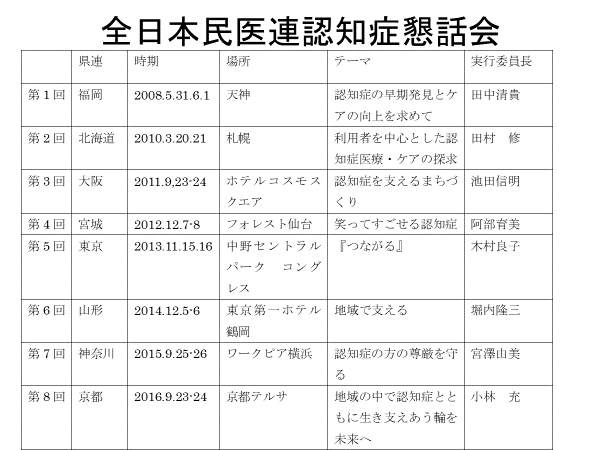 全日本民医連認知症懇話会
県連 時期 場所 テーマ 実行委員長
第1回 福岡 2008.5.31.6.1 天神 認知症の早期発見とケ 田中清貴
アの向上を求めて
第2回 北海道 2010.3.20.21 札幌 利用者を中心とした認 田村 修
知症医療・ケアの探求
第3回 大阪 2011.9,23-24 ホテルコスモス 認知症を支えるまちづ 池田信明
クエア くり
第4回 宮城 2012.12.7-8 フォレスト仙台 笑ってすごせる認知症 阿部育美
第5回 東京 2013.11.15.16 中野セントラル 『つながる』 木村良子
パーク コング
レス
第6回 山形 2014.12.5-6 東京第一ホテル 地域で支える 堀内隆三
鶴岡
第7回 神奈川 2015.9.25-26 ワークピア横浜 認知症の方の尊厳を守 宮澤由美
る
第8回 京都 2016.9.23-24 京都テルサ 地域の中で認知症とと 小林 充
もに生き支えあう輪を
未来へ